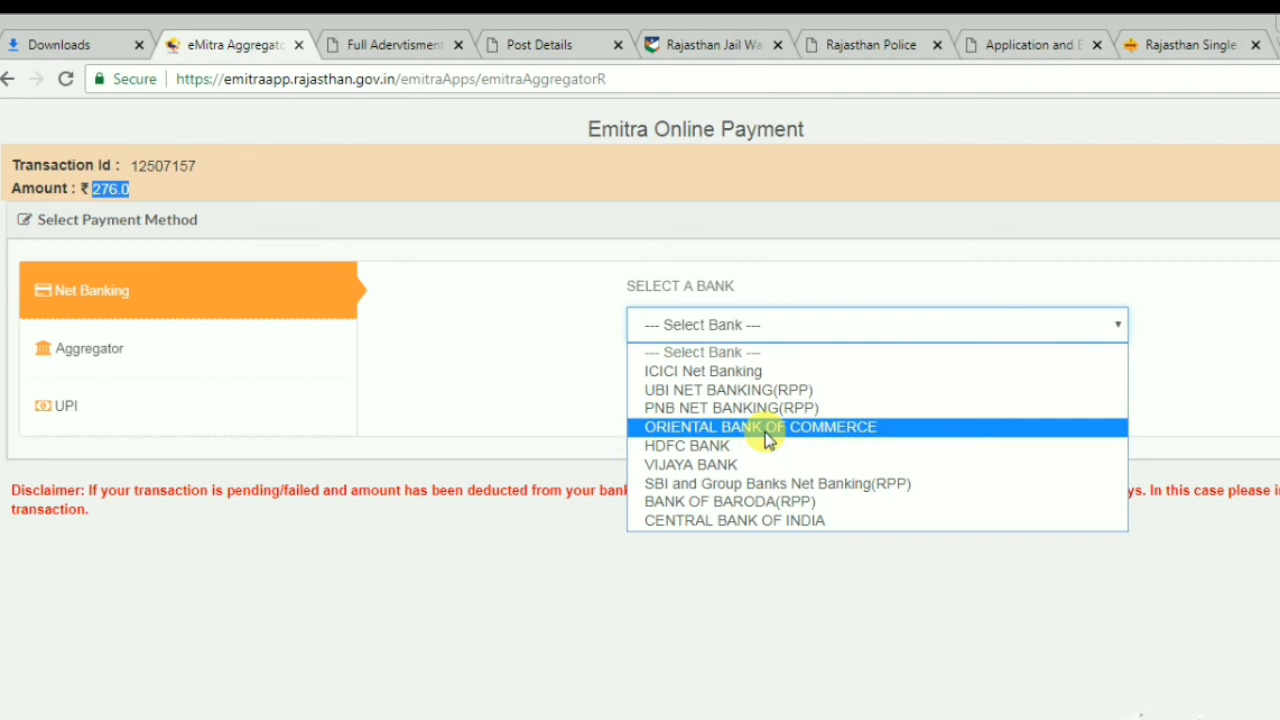 Downloads
eMitra Aggregato
Full Adervtisment
Post Details
Rajasthan Jail Wa
Rajasthan Police
Application and E
Rajasthan Single
Secure
https://emitraapp.rajasthan.gov.in/emitraApps/emitraAggregatorR
Emitra Online Payment
Transaction Id : 12507157
Amount : ₹ 276.0
Select Payment Method
Net Banking
Aggregator
UPI
SELECT A BANK
--- Select Bank ---
--- Select Bank ---
ICICI Net Banking
UBI NET BANKING(RPP)
PNB NET BANKING(RPP)
ORIENTAL BANK OF COMMERCE
HDFC BANK
VIJAYA BANK
SBI and Group Banks Net Banking(RPP)
BANK OF BARODA(RPP)
CENTRAL BANK OF INDIA
Disclaimer: If your transaction is pending/failed and amount has been deducted from your bank ys. In this case please i
transaction.